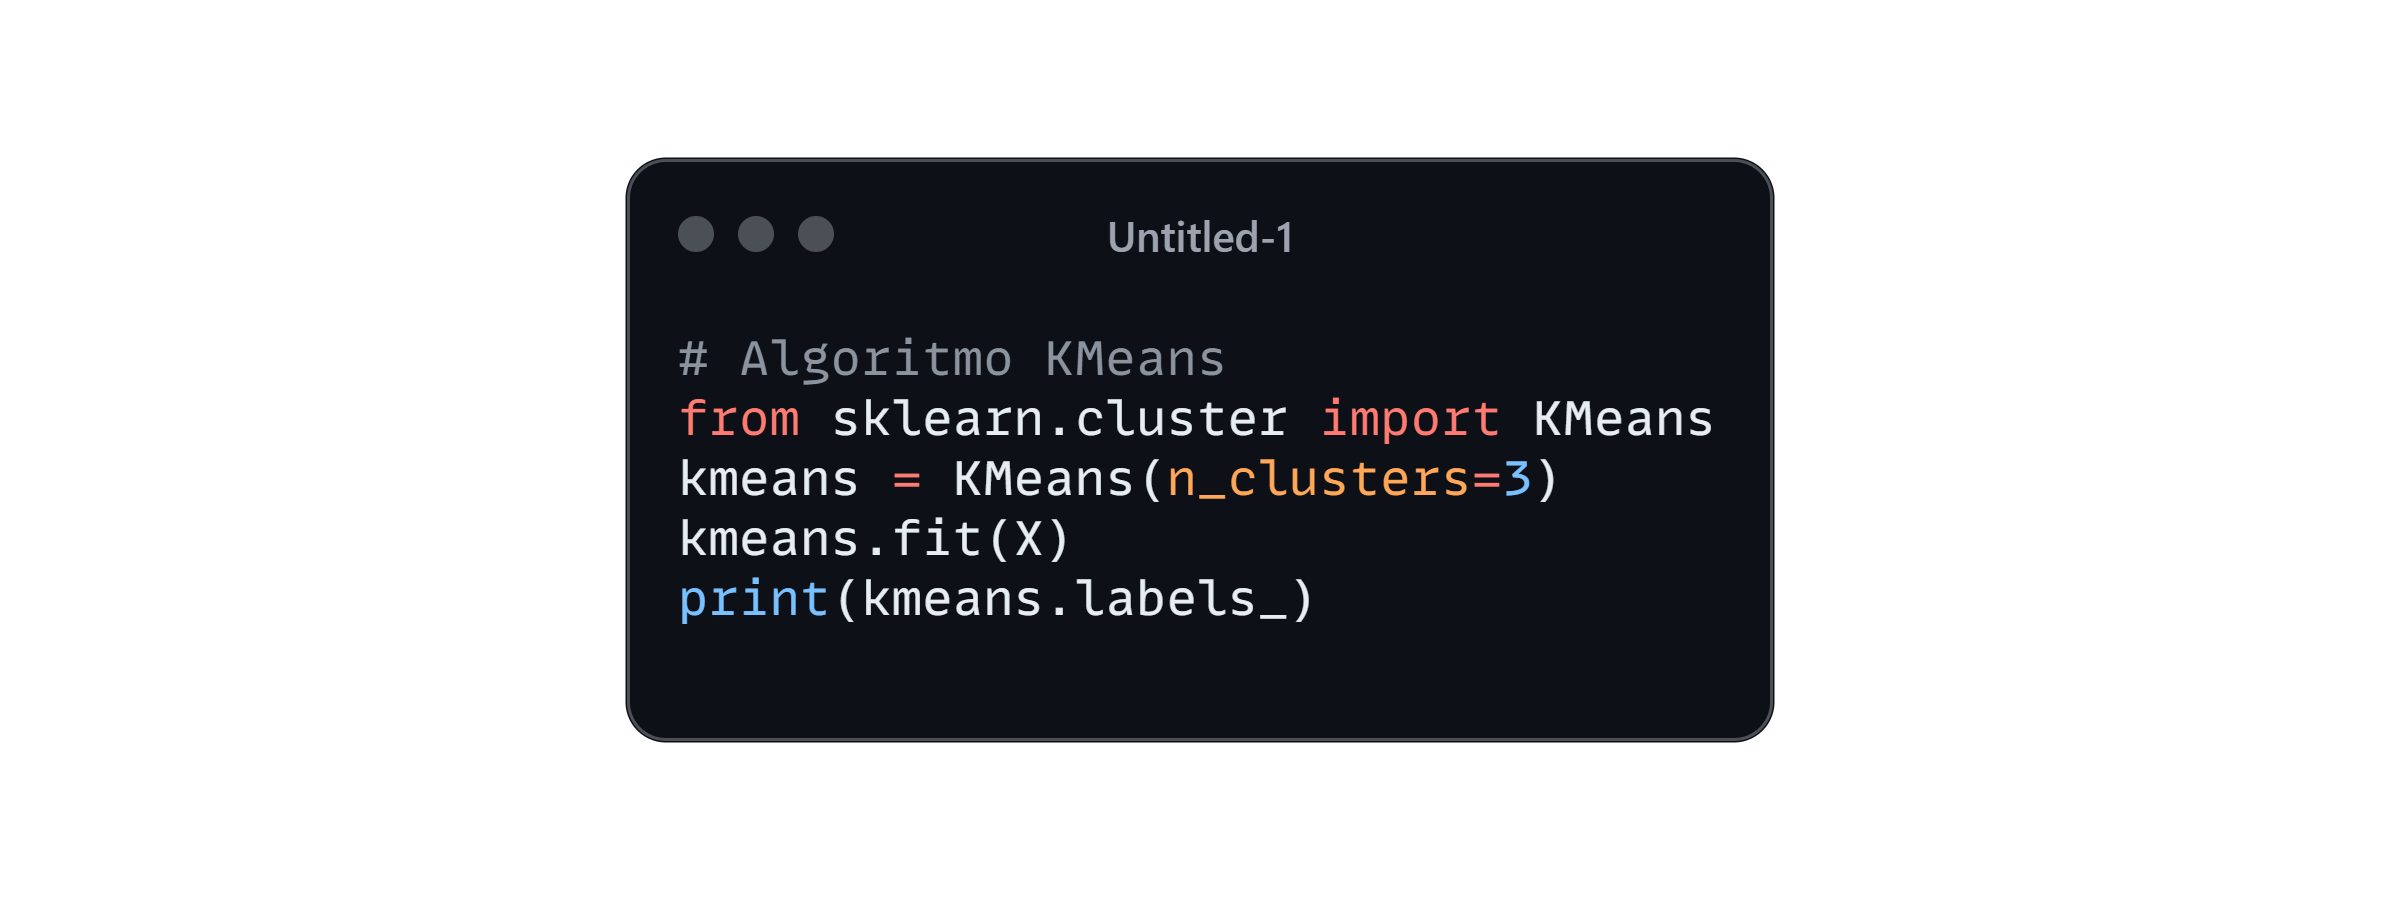 Untitled-1
# Algoritmo KMeans
from sklearn.cluster import KMeans
kmeans = KMeans(n_clusters=3)
kmeans.fit(X)
print(kmeans.labels_)